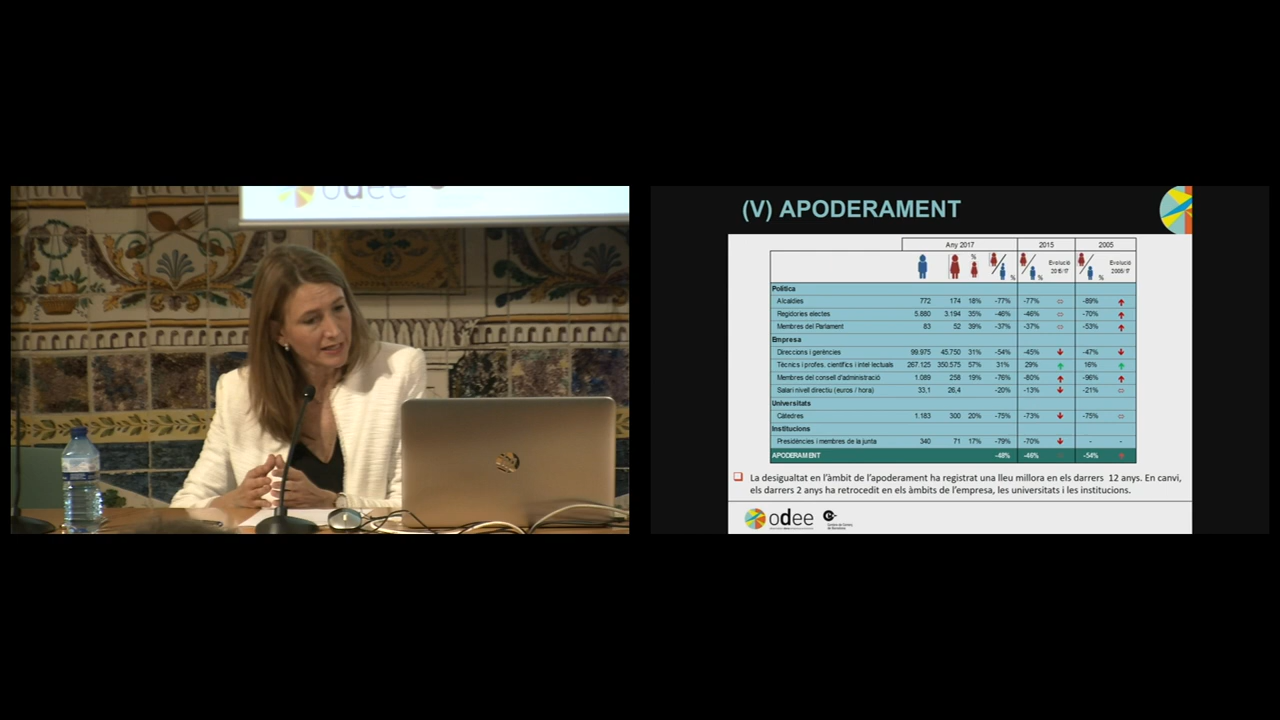 odee
(V) APODERAMENT
Any 2017 2015 2005
% % % Evolució 2015/17 % Evolució 2005/17
Política
Alcaldies 772 174 18% -77% -77% -89%
Regidories electes 5.880 3.194 35% -46% -46% -70%
Membres del Parlament 83 52 39% -37% -37% -53%
Empresa
Direccions i gerències 99.975 45.750 31% -54% -45% -47%
Tècnics i profes. científics i intel·lectuals 267.125 350.575 57% 31% 29% 16%
Membres del consell d'administració 1.089 258 19% -76% -80% -96%
Salari nivell directiu (euros / hora) 33,1 26,4 -20% -13% -21%
Universitats
Càtedres 1.183 300 20% -75% -73% -75%
Institucions
Presidències i membres de la junta 340 71 17% -79% -70% - -
APODERAMENT -48% -46% -54%
La desigualtat en l'àmbit de l'apoderament ha registrat una lleu millora en els darrers 12 anys. En canvi,
els darrers 2 anys ha retrocedit en els àmbits de l'empresa, les universitats i les institucions.
odee